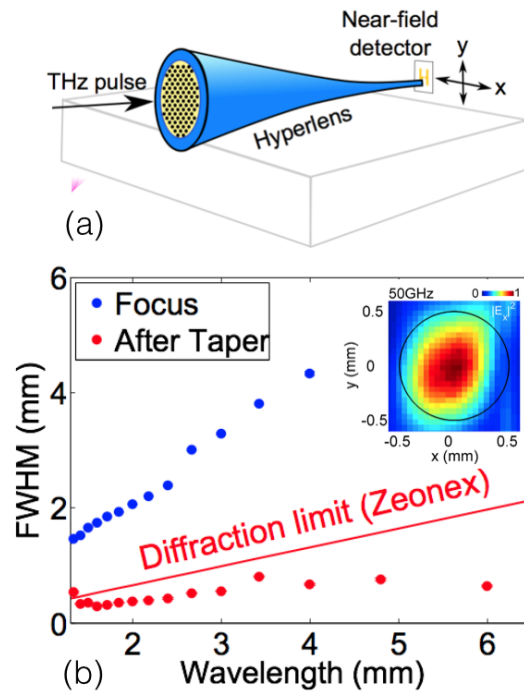 Near-field
detector
THz pulse
y
x
Hyperlens
(a)
6
4
2
0
FWHM (mm)
Focus
After Taper
50GHz
0
1
|Eₓ|²
0.5
0
-0.5
y (mm)
-0.5
0
0.5
x (mm)
Diffraction limit (Zeonex)
2
3
4
5
6
Wavelength (mm)
(b)